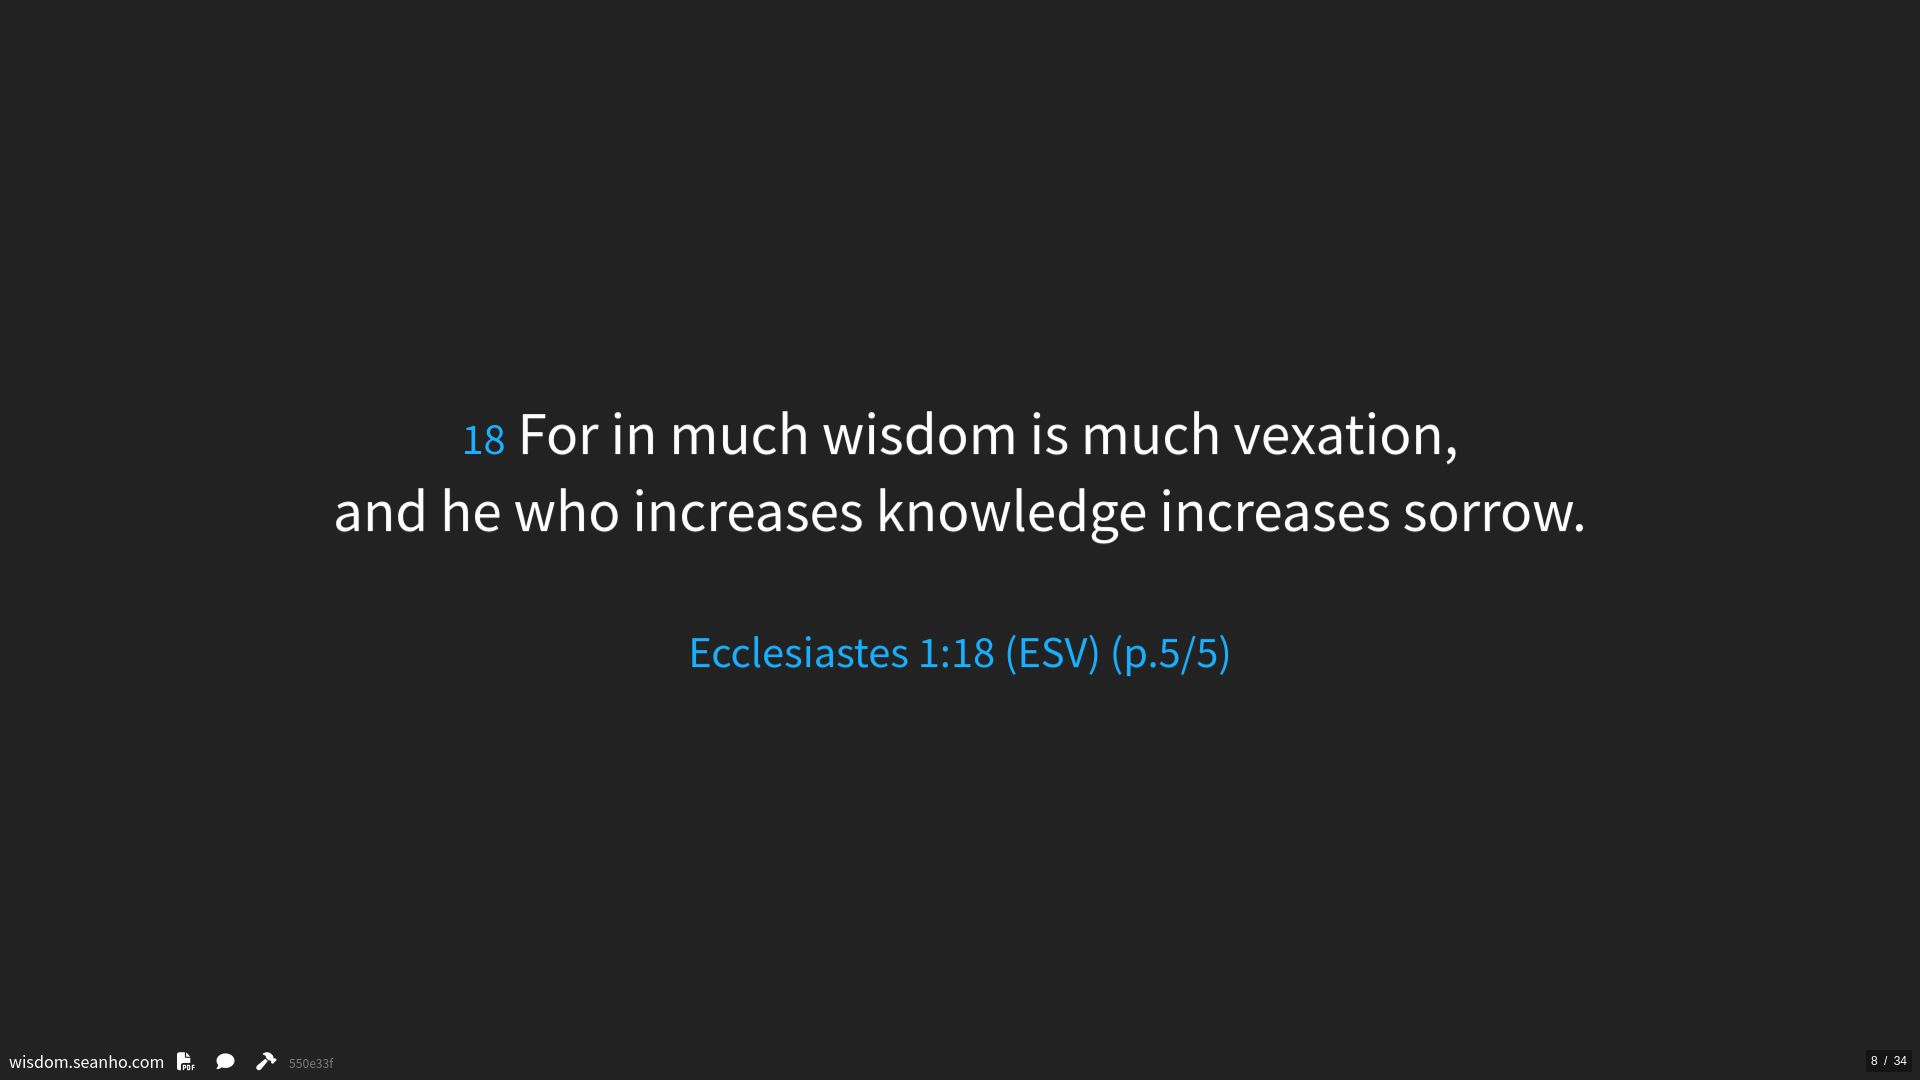 18 For in much wisdom is much vexation,
and he who increases knowledge increases sorrow.
Ecclesiastes 1:18 (ESV) (p.5/5)
wisdom.seanho.com PDF 550e33f
8 / 34